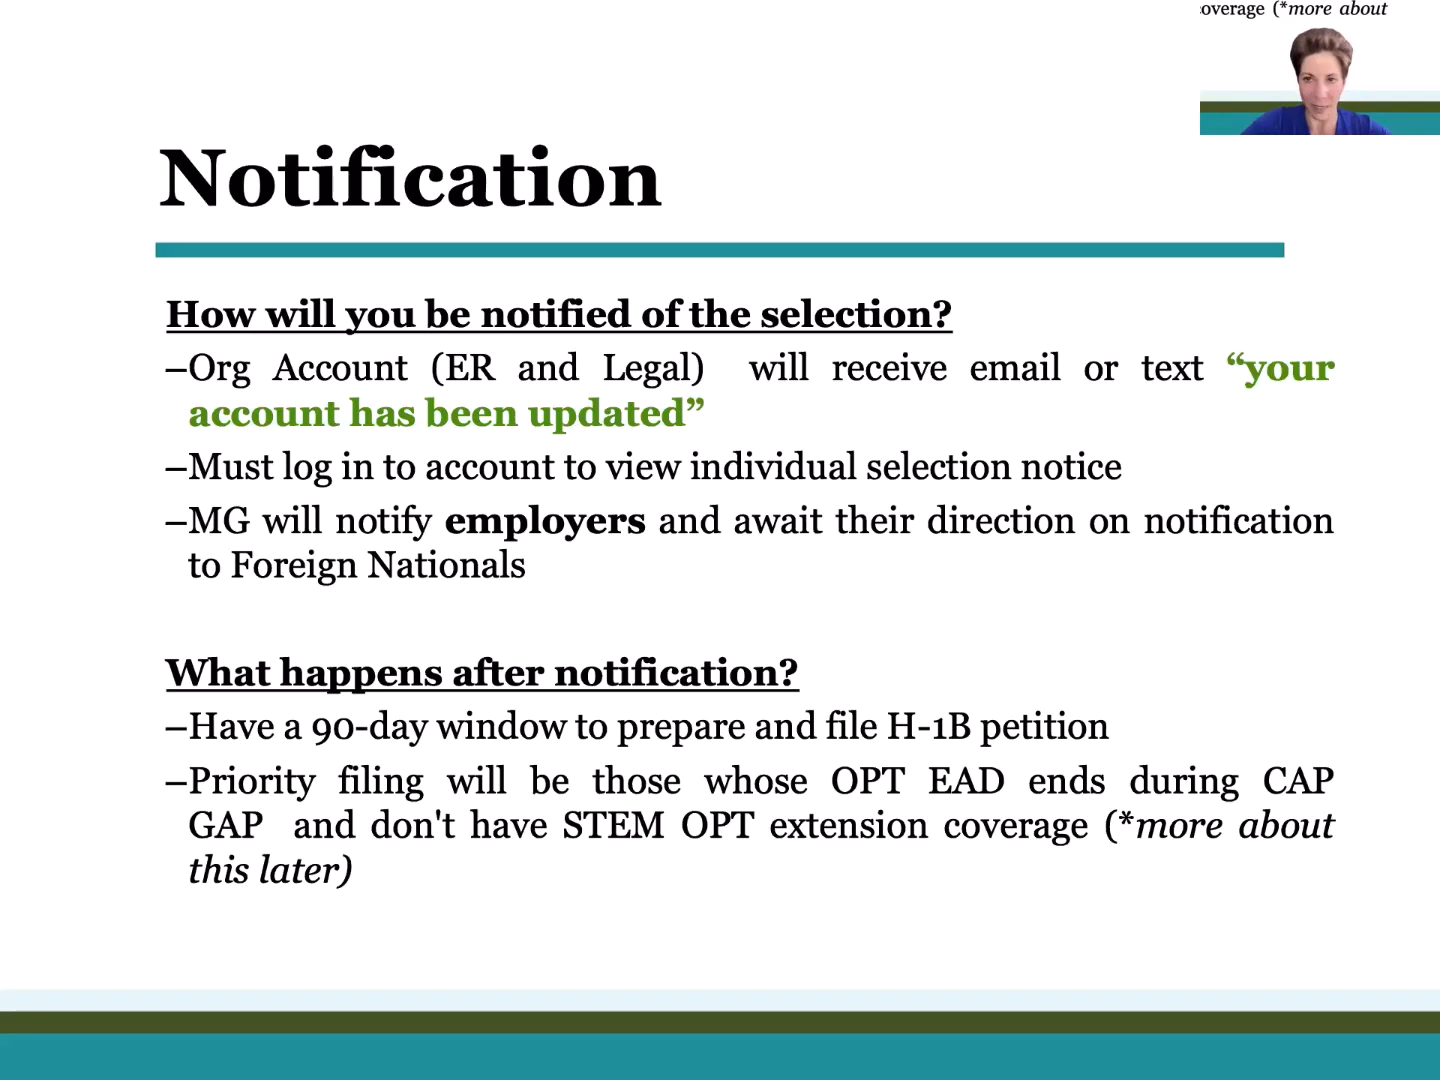 coverage (*more about
Notification
How will you be notified of the selection?
–Org Account (ER and Legal) will receive email or text “your
account has been updated”
–Must log in to account to view individual selection notice
–MG will notify employers and await their direction on notification
to Foreign Nationals
What happens after notification?
–Have a 90-day window to prepare and file H-1B petition
–Priority filing will be those whose OPT EAD ends during CAP
GAP and don't have STEM OPT extension coverage (*more about
this later)